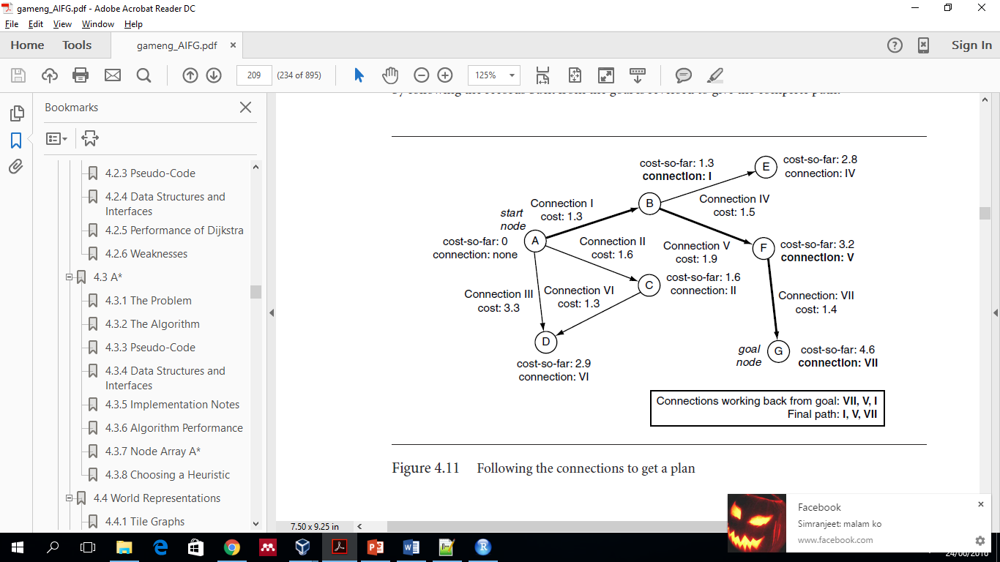 gameng_AIFG.pdf - Adobe Acrobat Reader DC
File Edit View Window Help
Home Tools gameng_AIFG.pdf × Sign In
209 (234 of 895) 125%
Bookmarks
4.2.3 Pseudo-Code
4.2.4 Data Structures and
Interfaces
4.2.5 Performance of Dijkstra
4.2.6 Weaknesses
4.3 A*
4.3.1 The Problem
4.3.2 The Algorithm
4.3.3 Pseudo-Code
4.3.4 Data Structures and
Interfaces
4.3.5 Implementation Notes
4.3.6 Algorithm Performance
4.3.7 Node Array A*
4.3.8 Choosing a Heuristic
4.4 World Representations
4.4.1 Tile Graphs
cost-so-far: 1.3
connection: I
E
cost-so-far: 2.8
connection: IV
Connection I
cost: 1.3
B
Connection IV
cost: 1.5
start
node
A
cost-so-far: 0
connection: none
Connection II
cost: 1.6
Connection V
cost: 1.9
F
cost-so-far: 3.2
connection: V
C
cost-so-far: 1.6
connection: II
Connection III
cost: 3.3
Connection VI
cost: 1.3
Connection: VII
cost: 1.4
D
cost-so-far: 2.9
connection: VI
goal
node
G
cost-so-far: 4.6
connection: VII
Connections working back from goal: VII, V, I
Final path: I, V, VII
Figure 4.11 Following the connections to get a plan
7.50 x 9.25 in
Facebook
Simranjeet: malam ko
www.facebook.com